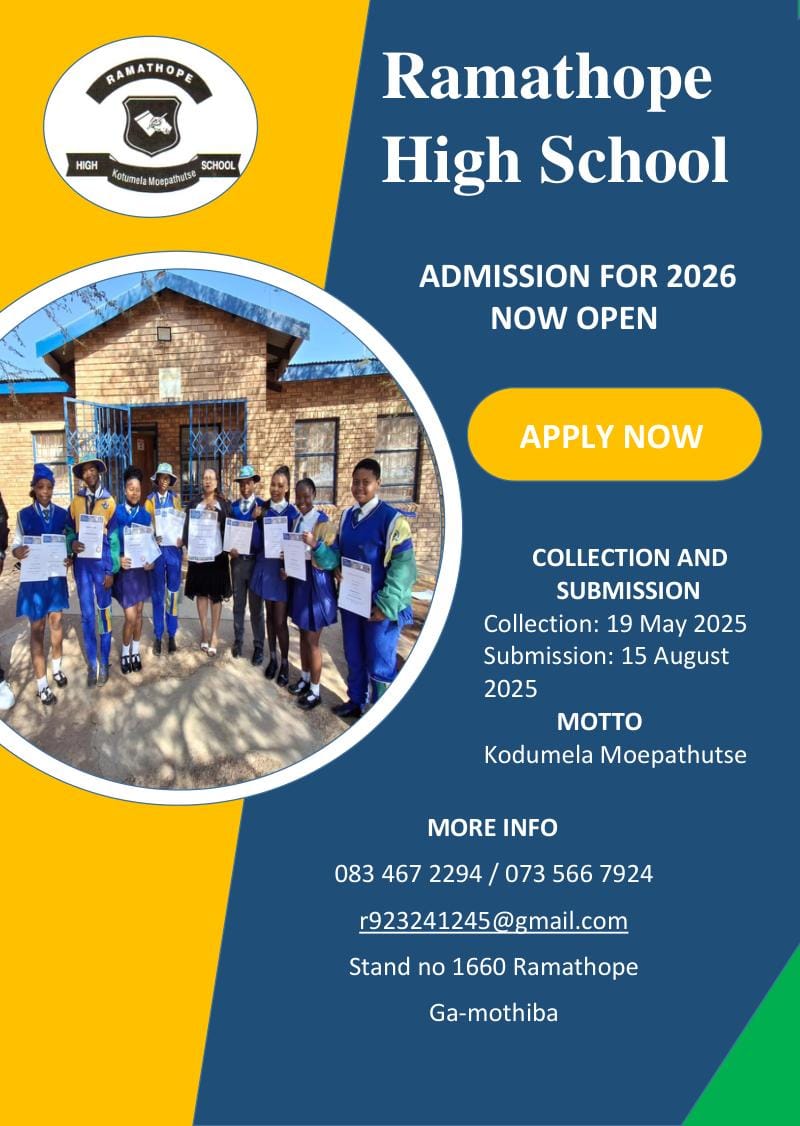 RAMATHOPE
HIGH
SCHOOL
Kotumela Moepathutse
Ramathope
High School
ADMISSION FOR 2026
NOW OPEN
APPLY NOW
COLLECTION AND
SUBMISSION
Collection: 19 May 2025
Submission: 15 August
2025
MOTTO
Kodumela Moepathutse
MORE INFO
083 467 2294 / 073 566 7924
r923241245@gmail.com
Stand no 1660 Ramathope
Ga-mothiba